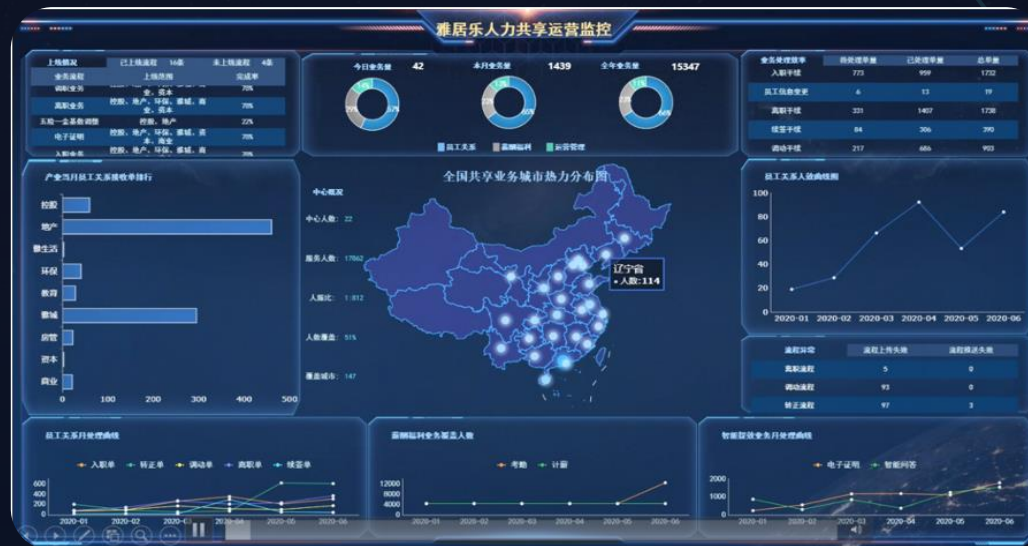 雅居乐人力共享运营监控
上线情况 已上线流程 16条 未上线流程 4条
业务流程 上线范围 完成率
调职业务 业、资本 78%
离职业务 控股、地产、环保、雅城、商业、资本 78%
五险一金基数调整 控股、地产 22%
电子证明 控股、地产、环保、雅城、资本、商业 78%
入职业务 控股、地产、环保、雅城、商 78%
今日业务量 42
本月业务量 1439
全年业务量 15347
员工关系 薪酬福利 运营管理
业务处理效率 待处理单量 已处理单量 总单量
入职手续 773 959 1732
员工信息变更 6 13 19
离职手续 331 1407 1738
续签手续 84 306 390
调动手续 217 686 903
产业当月员工关系接收单排行
控股
地产
雅生活
环保
教育
雅城
房管
资本
商业
0 100 200 300 400 500
全国共享业务城市热力分布图
中心概况
中心人数: 22
服务人数: 17862
人服比: 1:812
人数覆盖: 51%
覆盖城市: 147
辽宁省
人数:114
员工关系人效曲线图
100
80
60
40
20
0
2020-01 2020-02 2020-03 2020-04 2020-05 2020-06
流程异常 流程上传失败 流程推送失败
离职流程 5 0
调动流程 93 0
转正流程 97 3
员工关系月处理曲线
入职单 转正单 调动单 离职单 续签单
600
400
200
0
2020-01 2020-02 2020-03 2020-04 2020-05 2020-06
薪酬福利业务覆盖人数
考勤 计薪
12000
8000
4000
0
2020-01 2020-02 2020-03 2020-04 2020-05 2020-06
智能提效业务月处理曲线
电子证明 智能问答
2000
1000
0
2020-01 2020-02 2020-03 2020-04 2020-05 2020-06